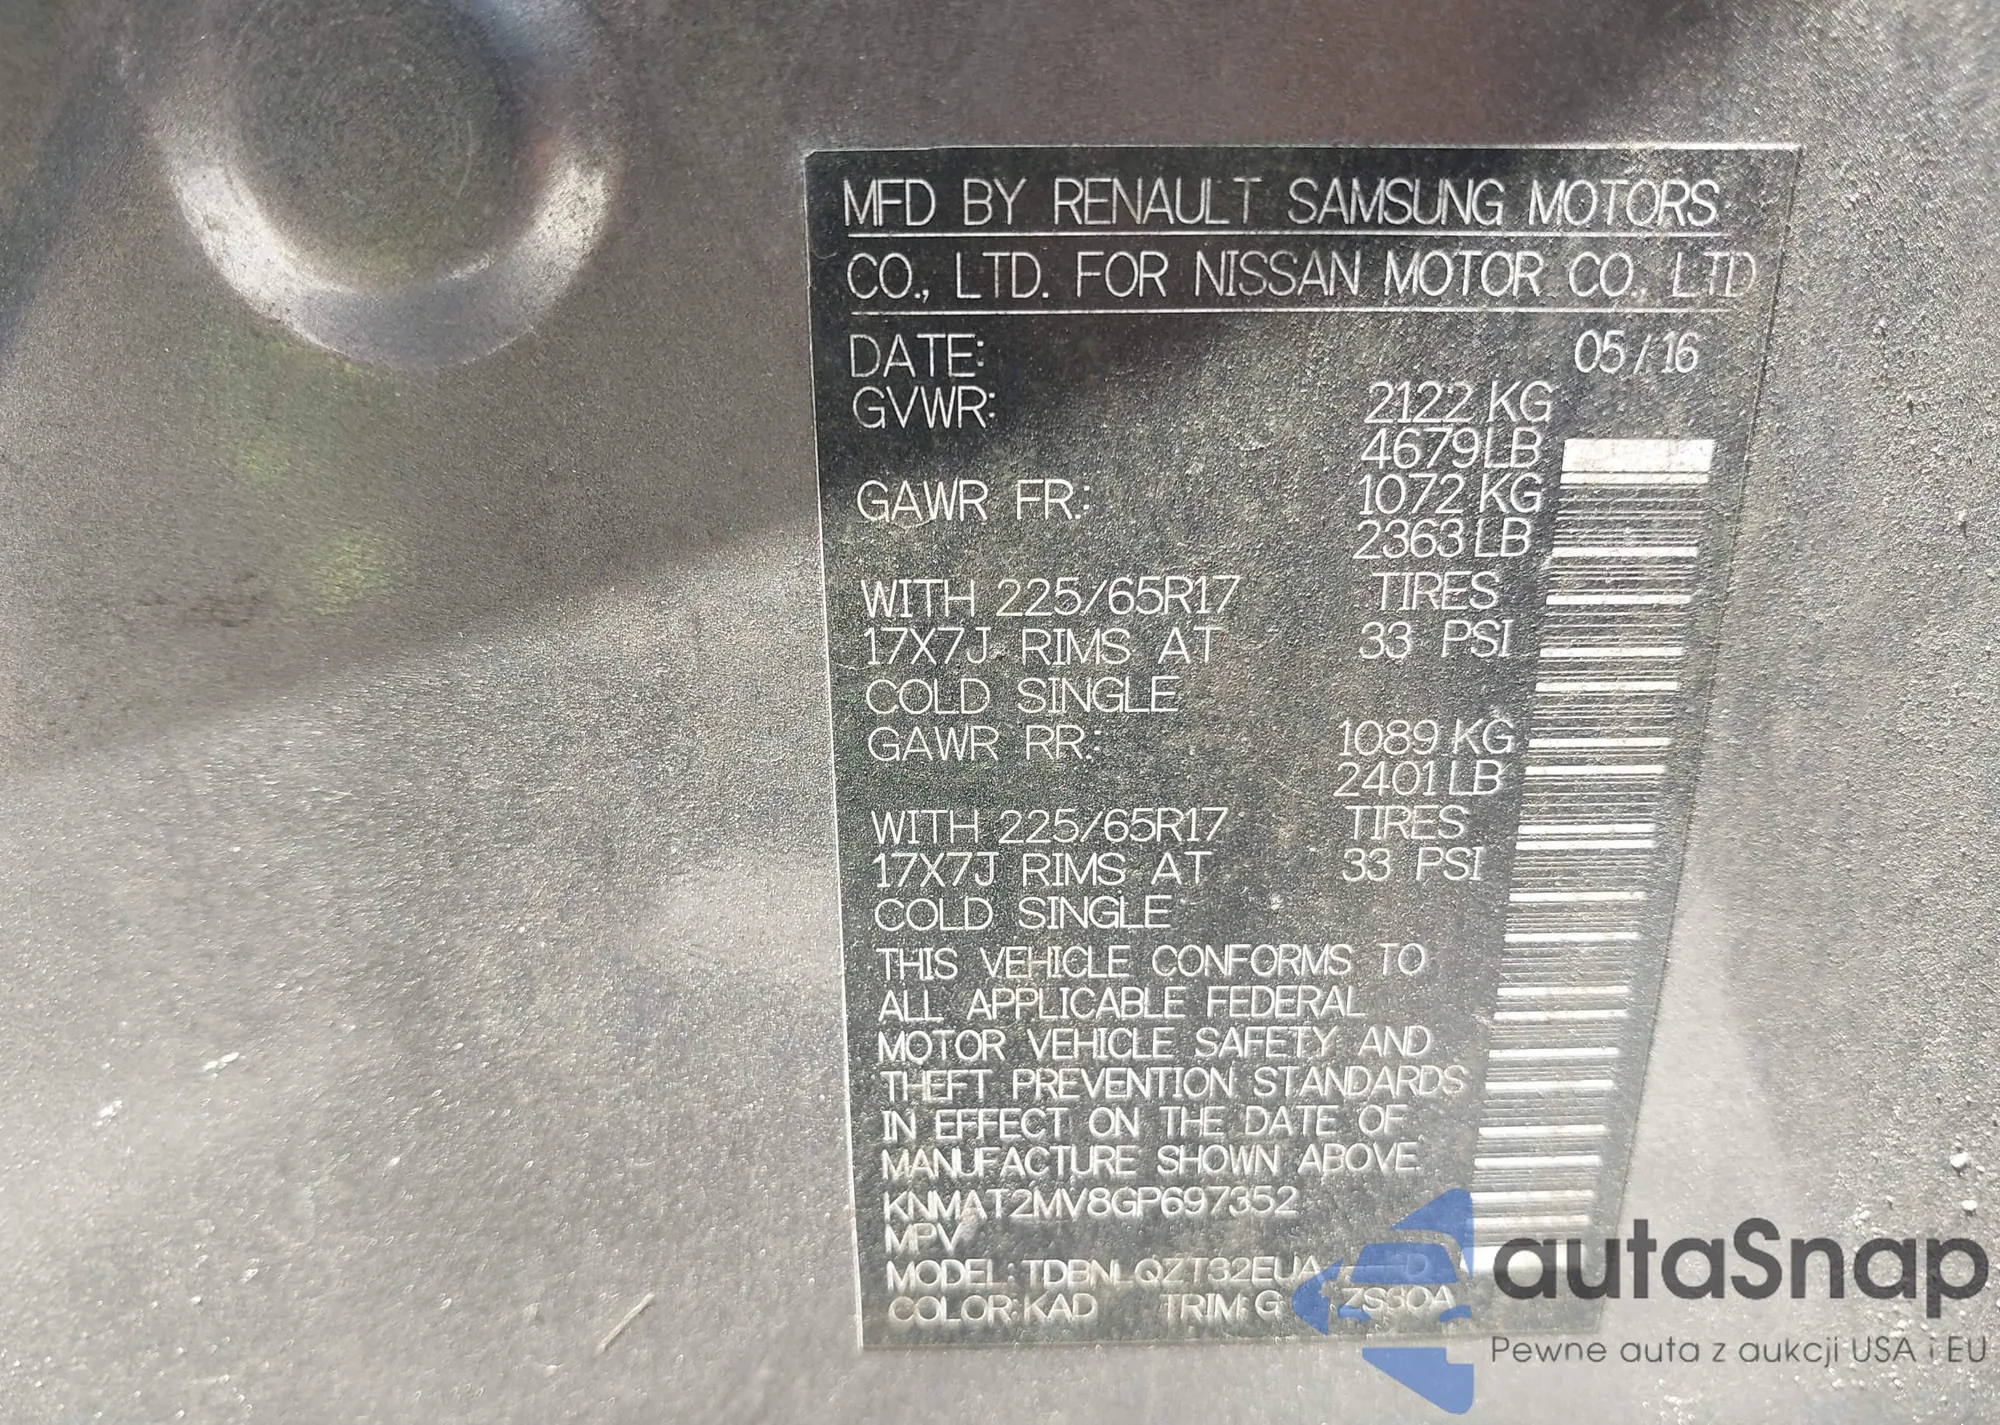 MFD BY RENAULT SAMSUNG MOTORS
CO., LTD. FOR NISSAN MOTOR CO., LTD
DATE: 05/16
GVWR: 2122 KG
4679 LB
GAWR FR.: 1072 KG
2363 LB
WITH 225/65R17 TIRES
17X7J RIMS AT 33 PSI
COLD SINGLE
GAWR RR.: 1089 KG
2401 LB
WITH 225/65R17 TIRES
17X7J RIMS AT 33 PSI
COLD SINGLE
THIS VEHICLE CONFORMS TO
ALL APPLICABLE FEDERAL
MOTOR VEHICLE SAFETY AND
THEFT PREVENTION STANDARDS
IN EFFECT ON THE DATE OF
MANUFACTURE SHOWN ABOVE.
KNMAT2MV8GP697352
MPV
MODEL: TDBNLQZT32EUA-----D
COLOR: KAD TRIM: G ZS30A
autaSnap
Pewne auta z aukcji USA i EU